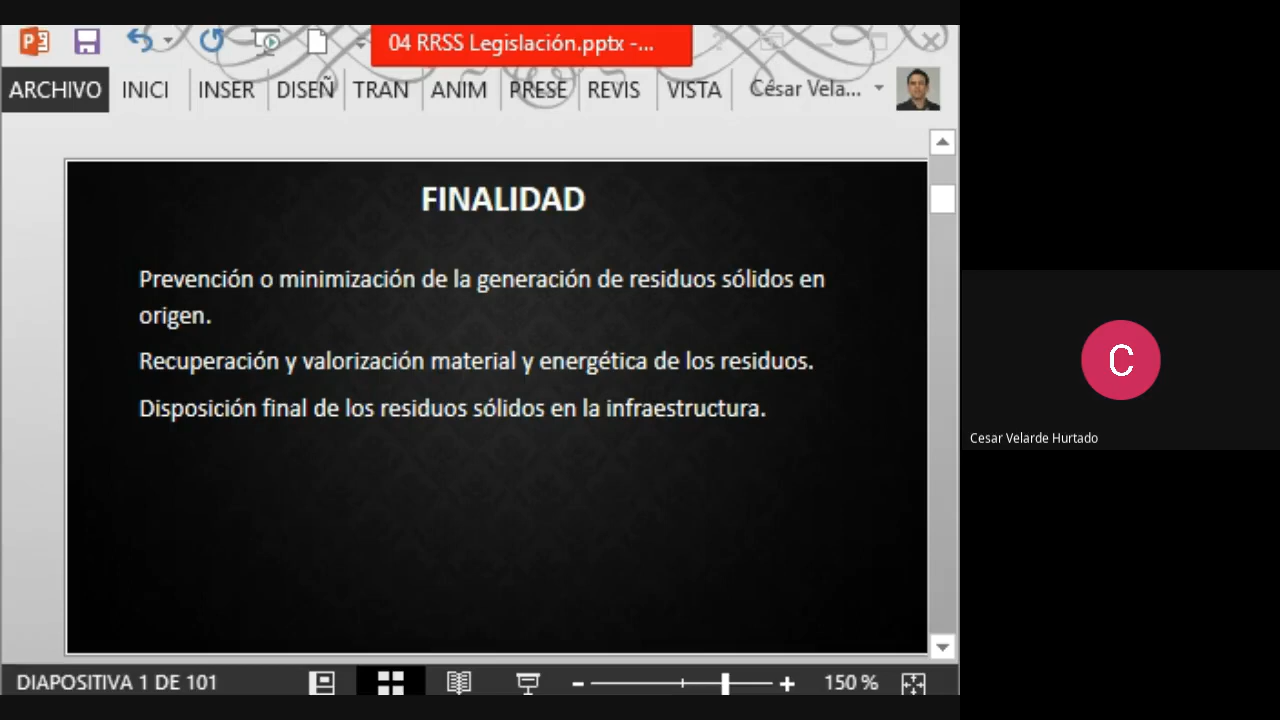 04 RRSS Legislación.pptx -...
ARCHIVO INICI INSER DISEÑ TRAN ANIM PRESE REVIS VISTA César Vela...
FINALIDAD
Prevención o minimización de la generación de residuos sólidos en
origen.
Recuperación y valorización material y energética de los residuos.
Disposición final de los residuos sólidos en la infraestructura.
C
Cesar Velarde Hurtado
DIAPOSITIVA 1 DE 101
150 %